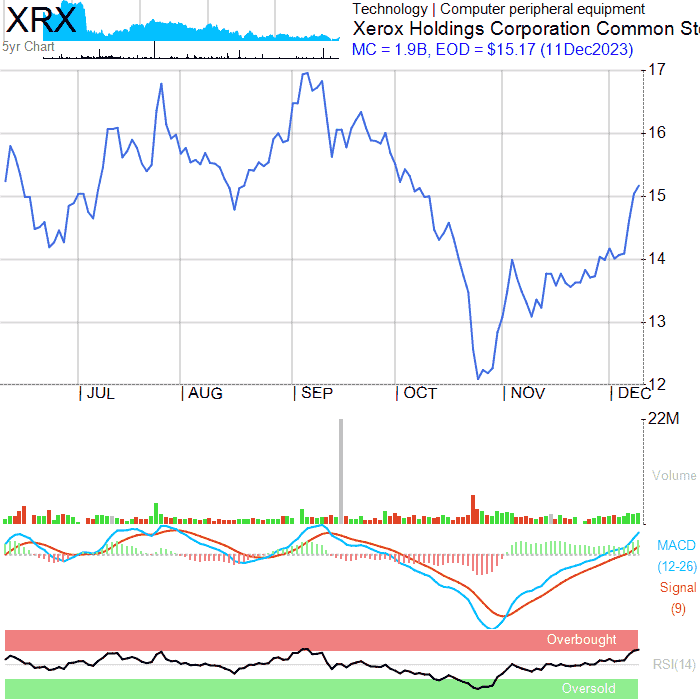 XRX
5yr Chart
Technology | Computer peripheral equipment
Xerox Holdings Corporation Common Sto
MC = 1.9B, EOD = $15.17 (11Dec2023)
17
16
15
14
13
12
JUL AUG SEP OCT NOV DEC
22M
Volume
MACD
(12-26)
Signal
(9)
Overbought
RSI(14)
Oversold